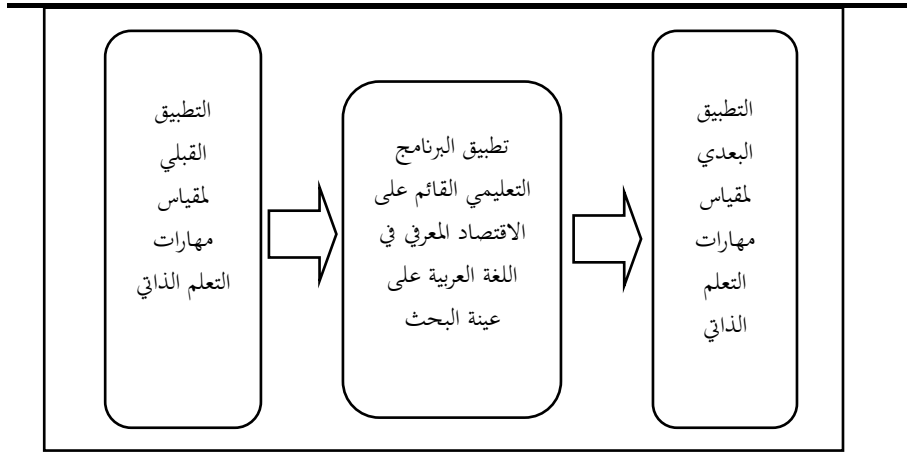 التطبيق
القبلي
لمقياس
مهارات
التعلم الذاتي
تطبيق البرنامج
التعليمي القائم على
الاقتصاد المعرفي في
اللغة العربية على
عينة البحث
التطبيق
البعدي
لمقياس
مهارات
التعلم
الذاتي